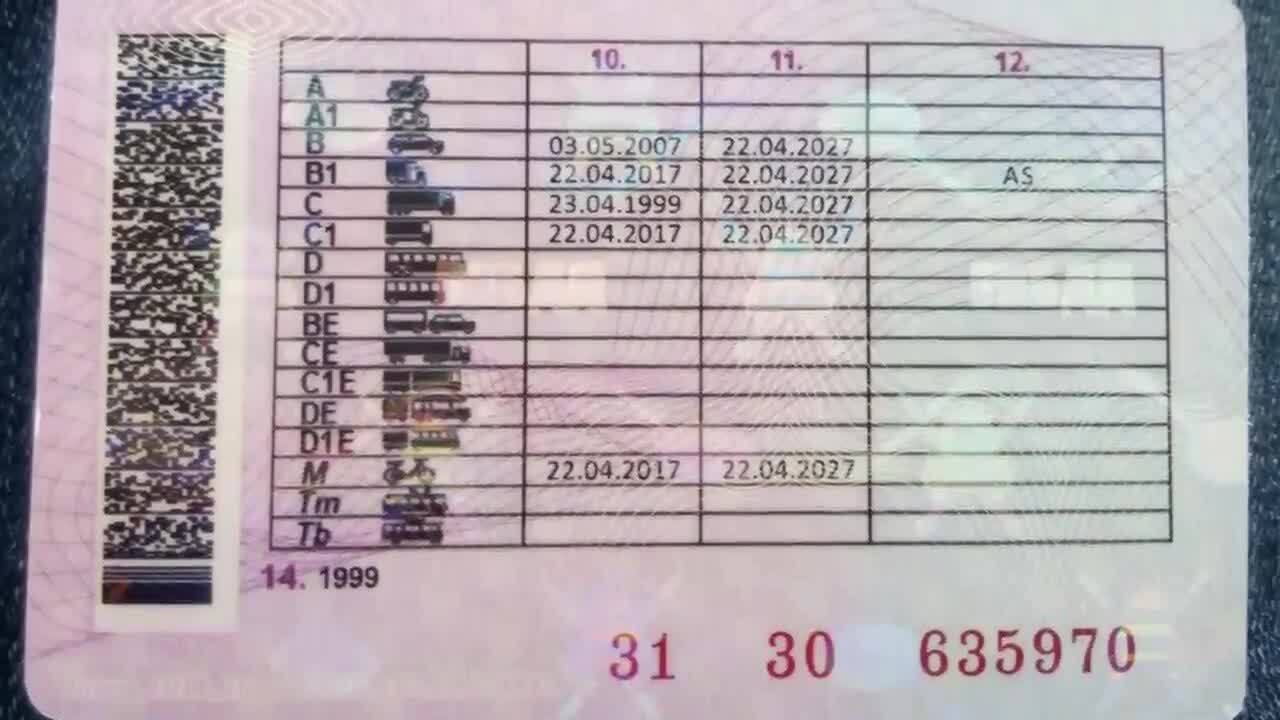 10. 11. 12.
A
A1
B 03.05.2007 22.04.2027
B1 22.04.2017 22.04.2027 AS
C 23.04.1999 22.04.2027
C1 22.04.2017 22.04.2027
D
D1
BE
CE
C1E
DE
D1E
M 22.04.2017 22.04.2027
Tm
Tb
14. 1999
31 30 635970